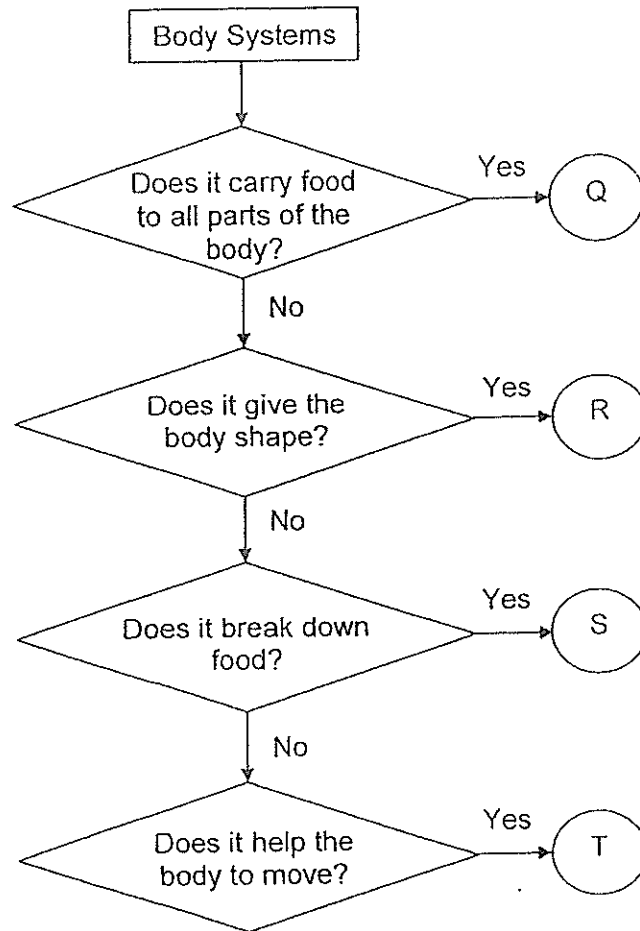 Body Systems
Does it carry food
to all parts of the
body?
Yes
Q
No
Does it give the
body shape?
Yes
R
No
Does it break down
food?
Yes
S
No
Does it help the
body to move?
Yes
T